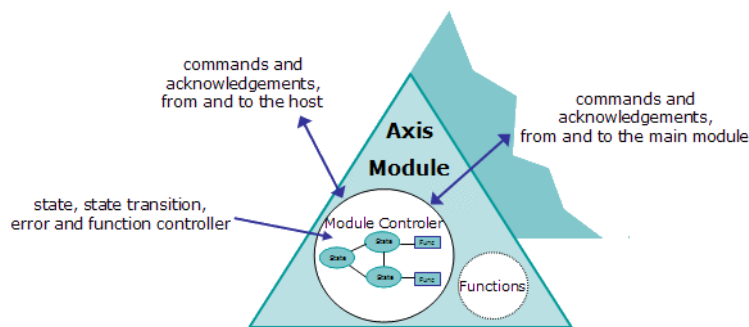 commands and
acknowledgements,
from and to the host
commands and
acknowledgements,
from and to the main module
Axis
Module
state, state transition,
error and function controller
Module Controler
State
Func
State
State
Func
Functions